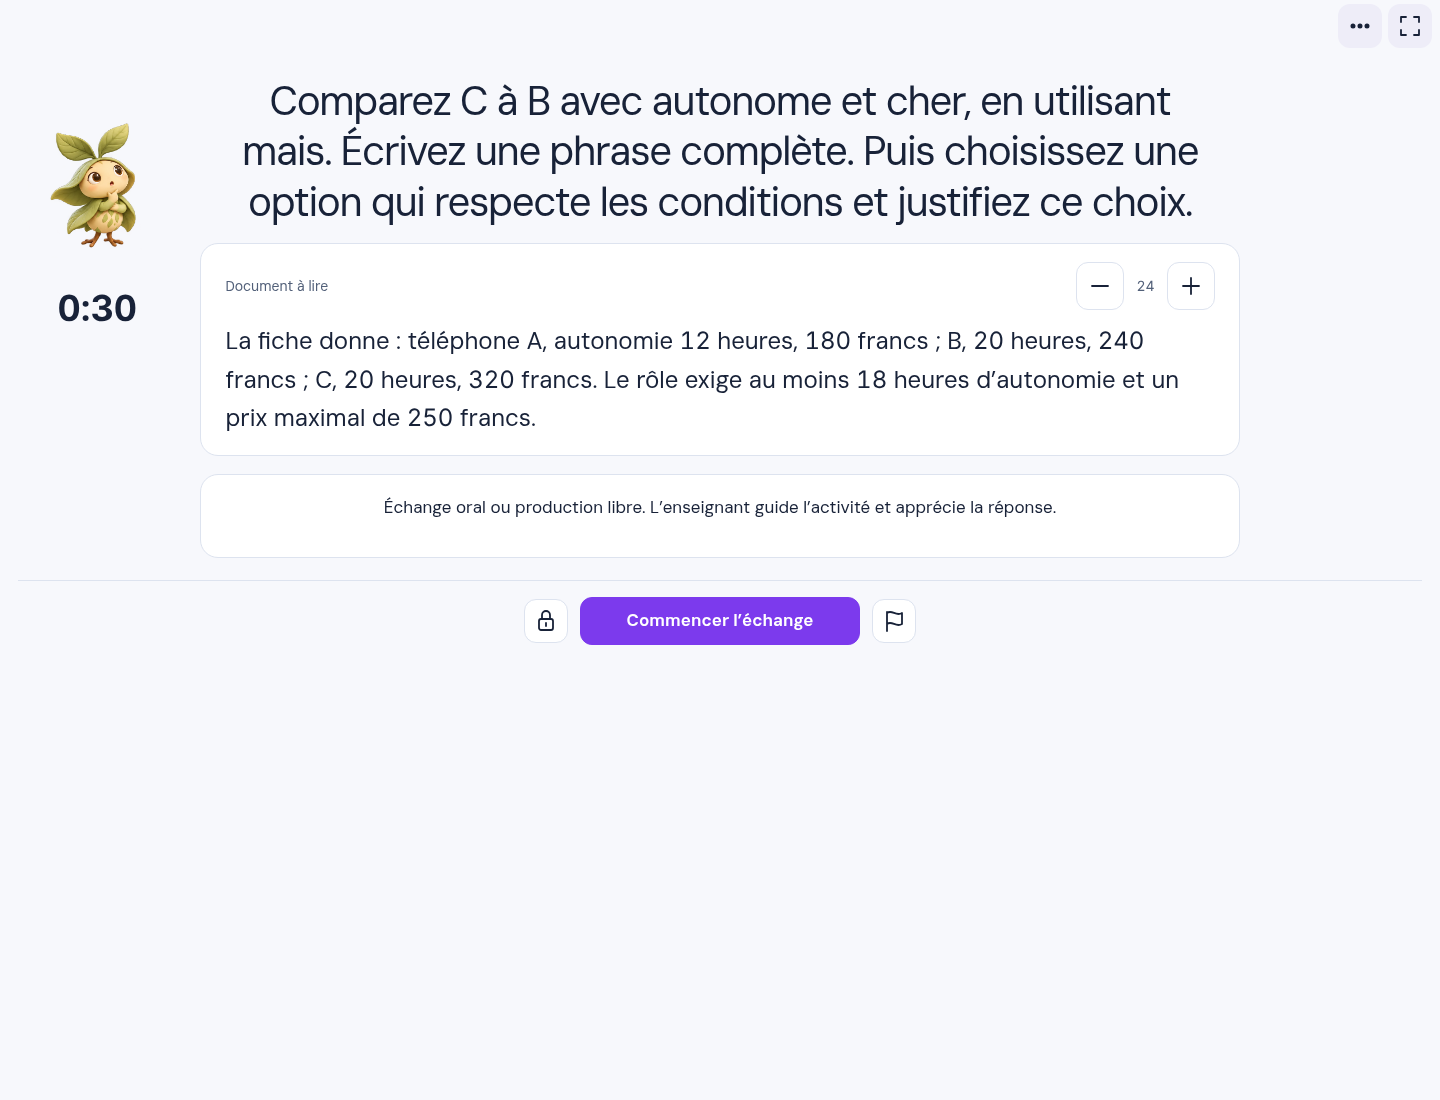 Comparez C à B avec autonome et cher, en utilisant
mais. Écrivez une phrase complète. Puis choisissez une
option qui respecte les conditions et justifiez ce choix.
0:30
Document à lire
24
La fiche donne : téléphone A, autonomie 12 heures, 180 francs ; B, 20 heures, 240
francs ; C, 20 heures, 320 francs. Le rôle exige au moins 18 heures d’autonomie et un
prix maximal de 250 francs.
Échange oral ou production libre. L’enseignant guide l’activité et apprécie la réponse.
Commencer l’échange